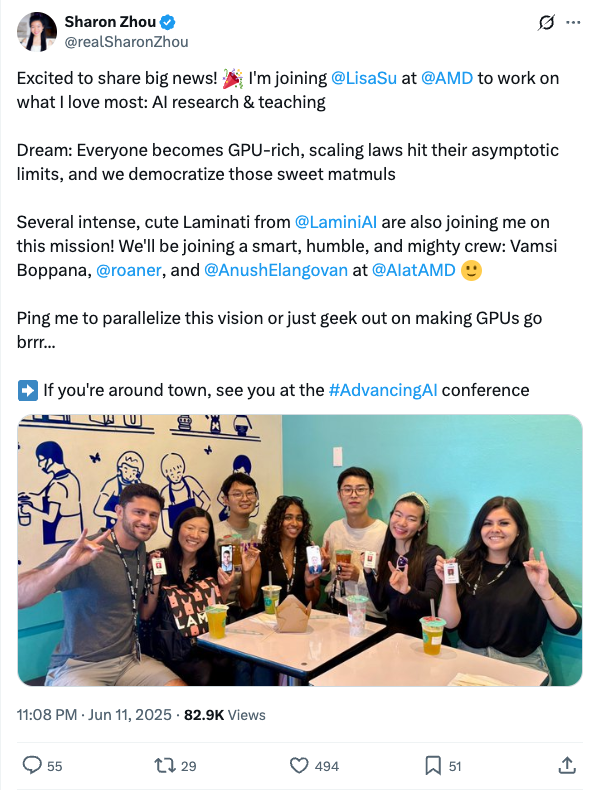 Sharon Zhou
@realSharonZhou
Excited to share big news! 🎉 I'm joining @LisaSu at @AMD to work on
what I love most: AI research & teaching
Dream: Everyone becomes GPU-rich, scaling laws hit their asymptotic
limits, and we democratize those sweet matmuls
Several intense, cute Laminati from @LaminiAI are also joining me on
this mission! We'll be joining a smart, humble, and mighty crew: Vamsi
Boppana, @roaner, and @AnushElangovan at @AIatAMD 🙂
Ping me to parallelize this vision or just geek out on making GPUs go
brrr...
➡️ If you're around town, see you at the #AdvancingAI conference
LAM
11:08 PM · Jun 11, 2025 · 82.9K Views
55 29 494 51